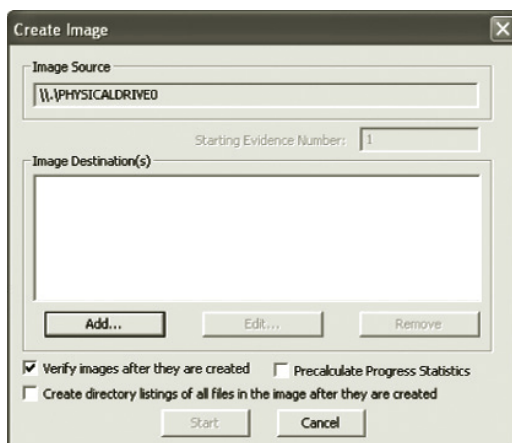 Create Image
Image Source
\\.\PHYSICALDRIVE0
Starting Evidence Number: 1
Image Destination(s)
Add... Edit... Remove
Verify images after they are created Precalculate Progress Statistics
Create directory listings of all files in the image after they are created
Start Cancel